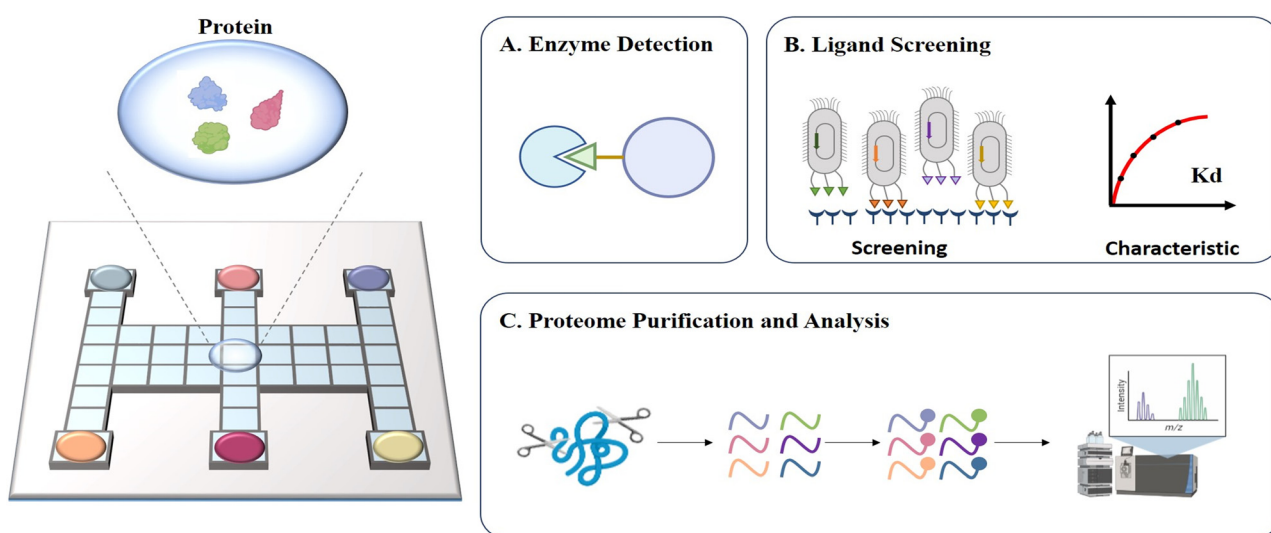 Protein
A. Enzyme Detection
B. Ligand Screening
Kd
Screening
Characteristic
C. Proteome Purification and Analysis
Intensity
m/z